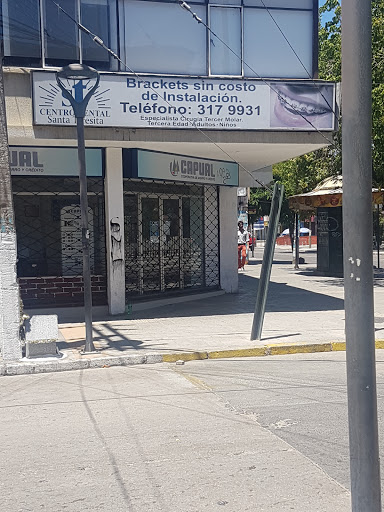 CENTRO DENTAL
Santa Teresita
Brackets sin costo
de Instalación.
Teléfono: 317 9931
Especialista Cirugía Tercer Molar
Tercera Edad/Adultos-Niños
CAPUAL